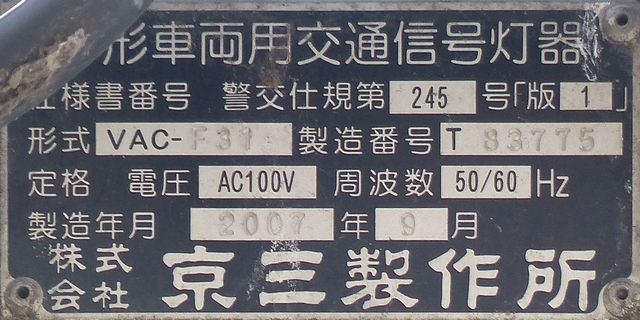 形車両用交通信号灯器
仕様書番号 警交仕規第 245 号「版 1 」
形式 VAC-F31 製造番号 T 83775
定格 電圧 AC100V 周波数 50/60 Hz
製造年月 2007 年 9 月
株式会社 京三製作所